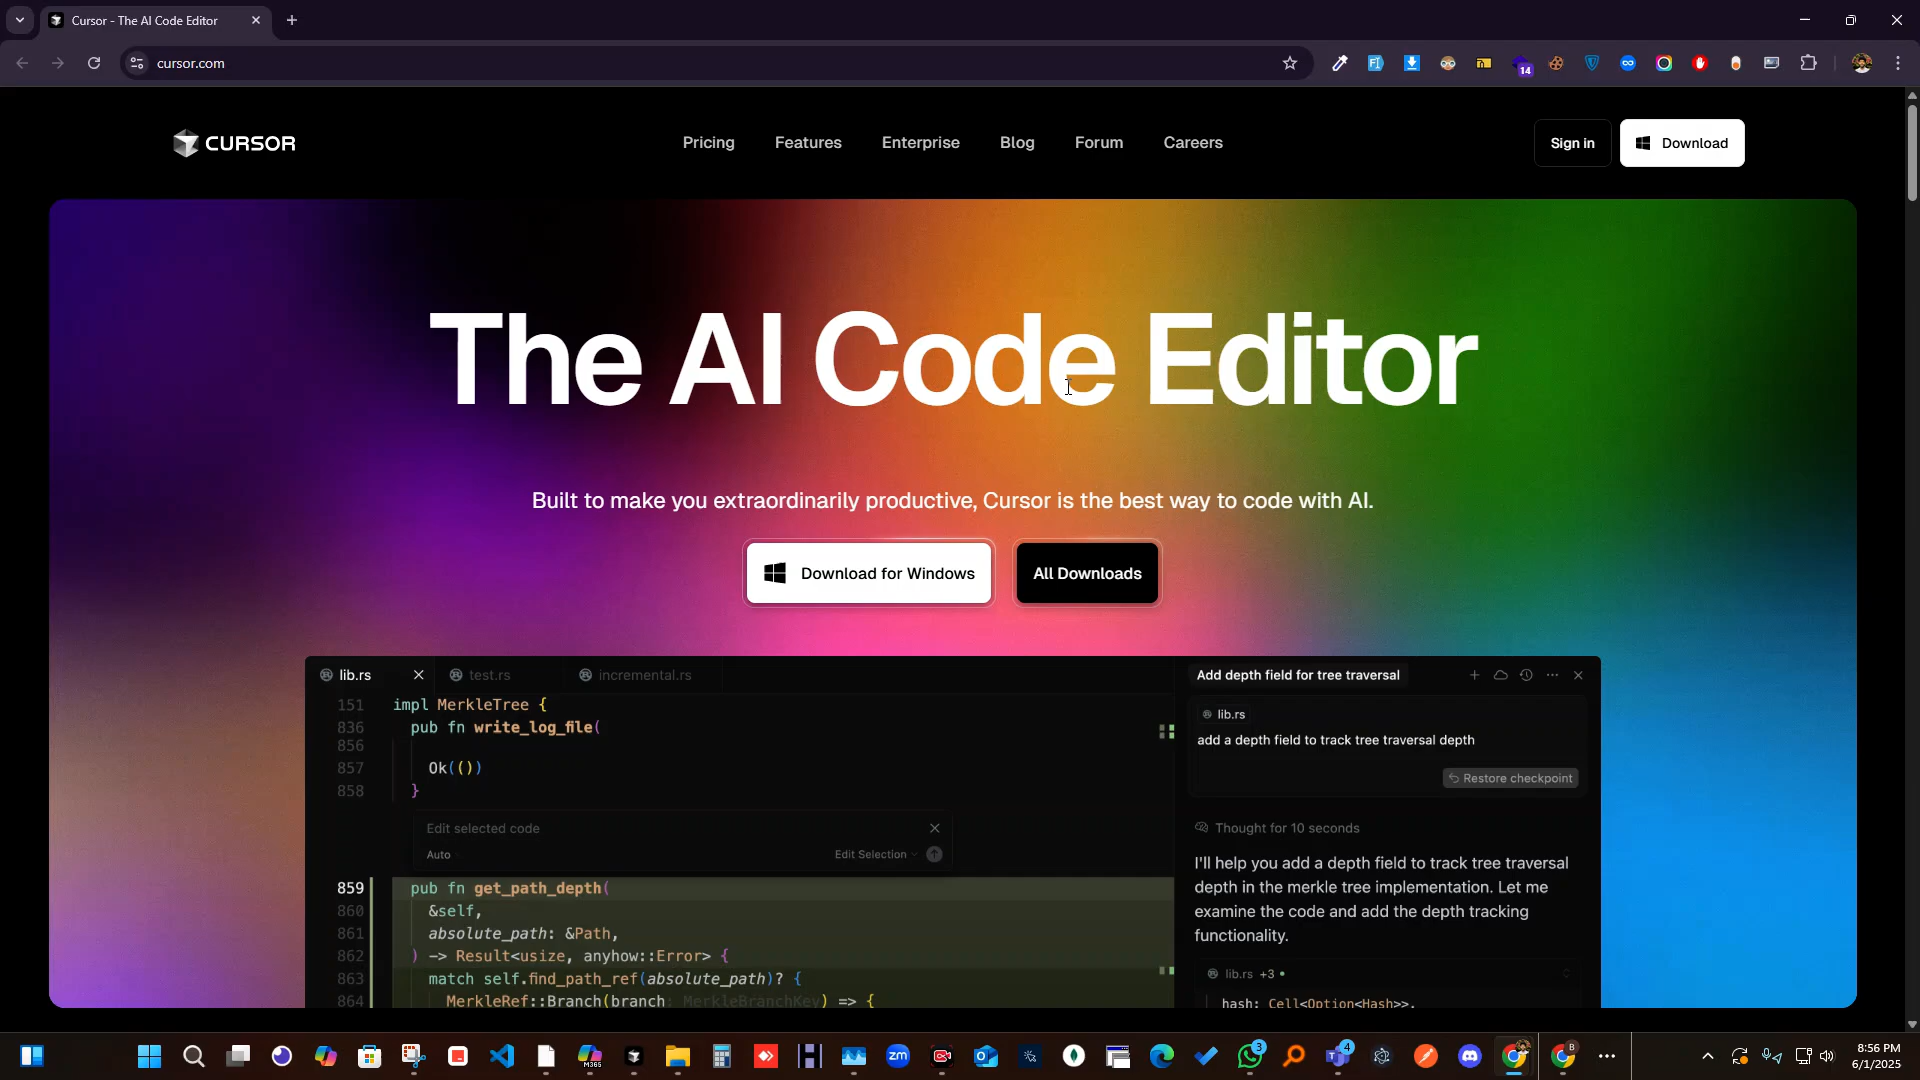 Cursor - The AI Code Editor
cursor.com
14
CURSOR
Pricing
Features
Enterprise
Blog
Forum
Careers
Sign in
Download
The AI Code Editor
Built to make you extraordinarily productive, Cursor is the best way to code with AI.
Download for Windows
All Downloads
lib.rs
test.rs
incremental.rs
151 impl MerkleTree {
836 pub fn write_log_file(
856
857 Ok(())
858 }
Edit selected code
Auto
Edit Selection
859 pub fn get_path_depth(
860 &self,
861 absolute_path: &Path,
862 ) -> Result<usize, anyhow::Error> {
863 match self.find_path_ref(absolute_path)? {
864 MerkleRef::Branch(branch: MerkleBranchKey) => {
Add depth field for tree traversal
lib.rs
add a depth field to track tree traversal depth
Restore checkpoint
Thought for 10 seconds
I'll help you add a depth field to track tree traversal
depth in the merkle tree implementation. Let me
examine the code and add the depth tracking
functionality.
lib.rs +3
hash: Cell<Option<Hash>>,
M365
zm
3
4
B
8:56 PM
6/1/2025